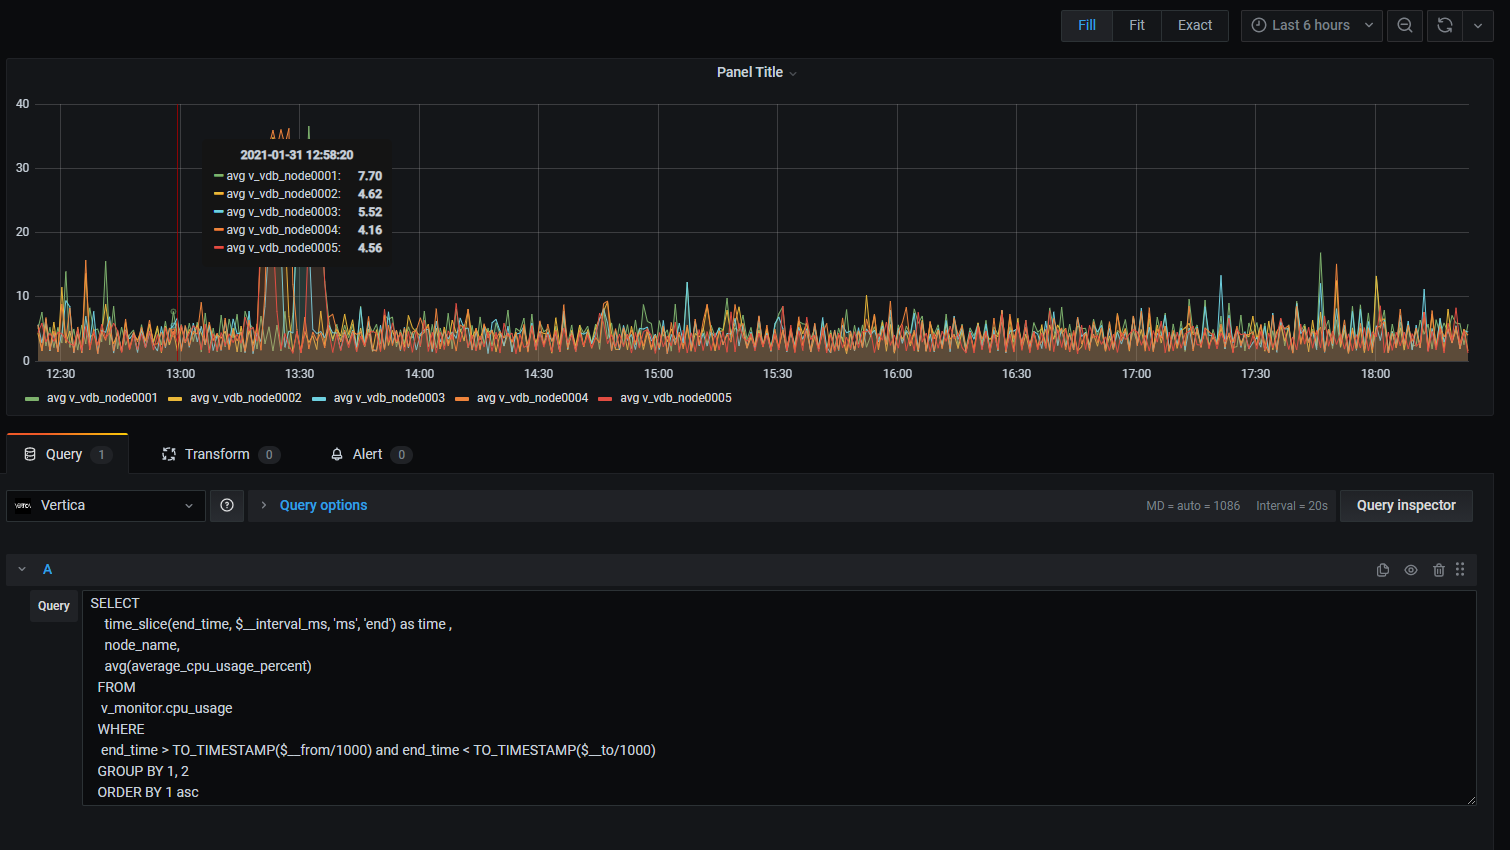 Fill Fit Exact Last 6 hours
Panel Title
40
30
20
10
0
2021-01-31 12:58:20
avg v_vdb_node0001: 7.70
avg v_vdb_node0002: 4.62
avg v_vdb_node0003: 5.52
avg v_vdb_node0004: 4.16
avg v_vdb_node0005: 4.56
12:30 13:00 13:30 14:00 14:30 15:00 15:30 16:00 16:30 17:00 17:30 18:00
avg v_vdb_node0001 avg v_vdb_node0002 avg v_vdb_node0003 avg v_vdb_node0004 avg v_vdb_node0005
Query 1 Transform 0 Alert 0
Vertica Query options MD = auto = 1086 Interval = 20s Query inspector
A
Query
SELECT
time_slice(end_time, $__interval_ms, 'ms', 'end') as time ,
node_name,
avg(average_cpu_usage_percent)
FROM
v_monitor.cpu_usage
WHERE
end_time > TO_TIMESTAMP($__from/1000) and end_time < TO_TIMESTAMP($__to/1000)
GROUP BY 1, 2
ORDER BY 1 asc